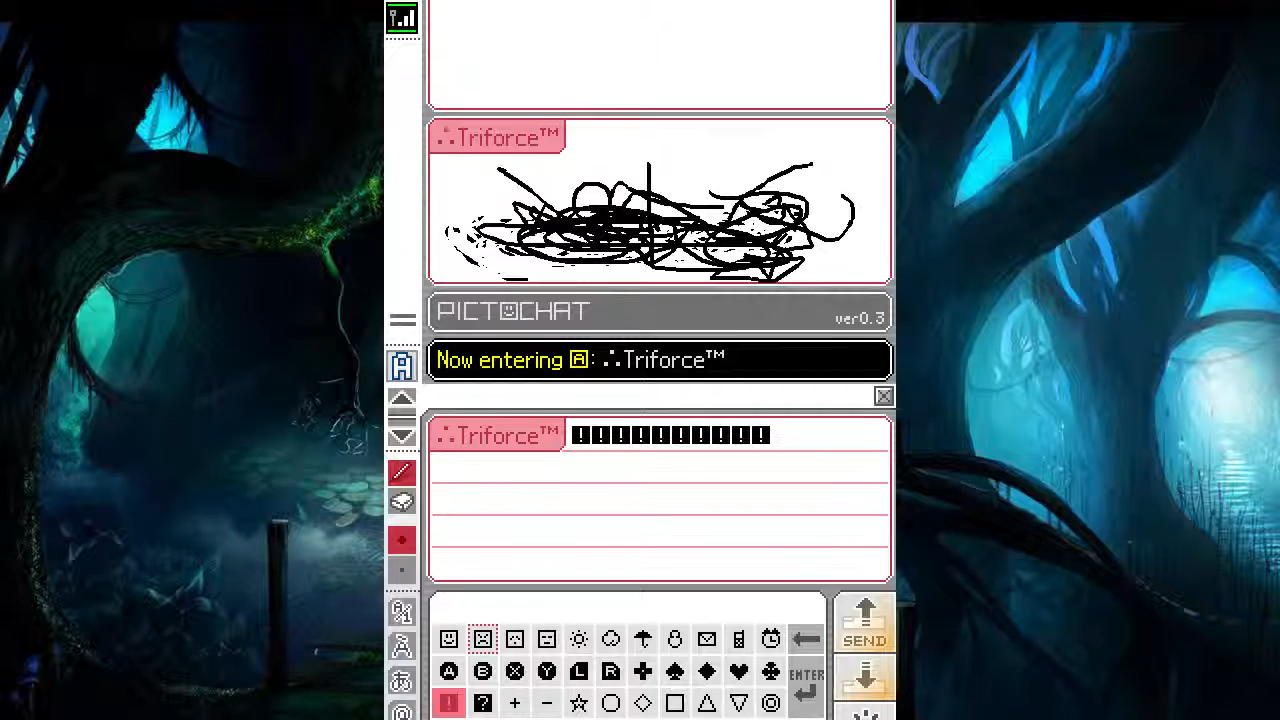 ∴Triforce™
PICTOCHAT
ver0.3
Now entering A: ∴Triforce™
∴Triforce™ !!!!!!!!!!
SEND
A B X Y L R
ENTER
! ? + -